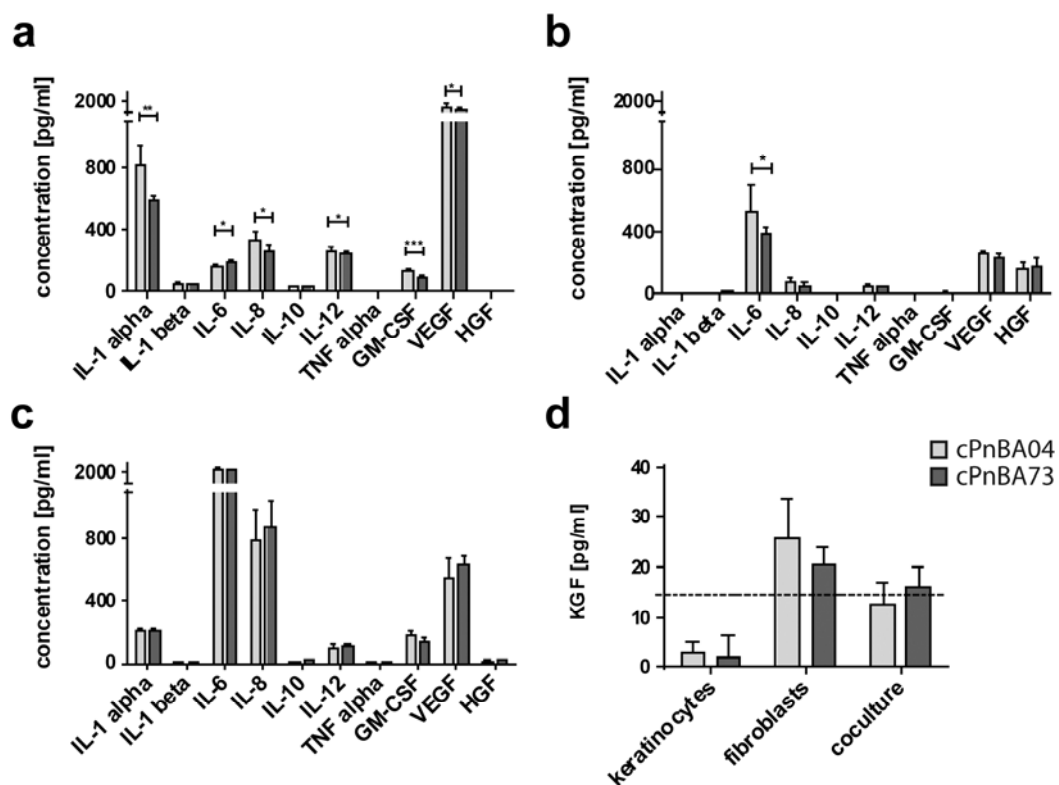 a
concentration [pg/ml]
2000
800
400
0
**
*
*
*
***
*
IL-1 alpha
IL-1 beta
IL-6
IL-8
IL-10
IL-12
TNF alpha
GM-CSF
VEGF
HGF
b
concentration [pg/ml]
2000
800
400
0
*
IL-1 alpha
IL-1 beta
IL-6
IL-8
IL-10
IL-12
TNF alpha
GM-CSF
VEGF
HGF
c
concentration [pg/ml]
2000
800
400
0
IL-1 alpha
IL-1 beta
IL-6
IL-8
IL-10
IL-12
TNF alpha
GM-CSF
VEGF
HGF
d
cPnBA04
cPnBA73
KGF [pg/ml]
40
30
20
10
0
keratinocytes
fibroblasts
coculture